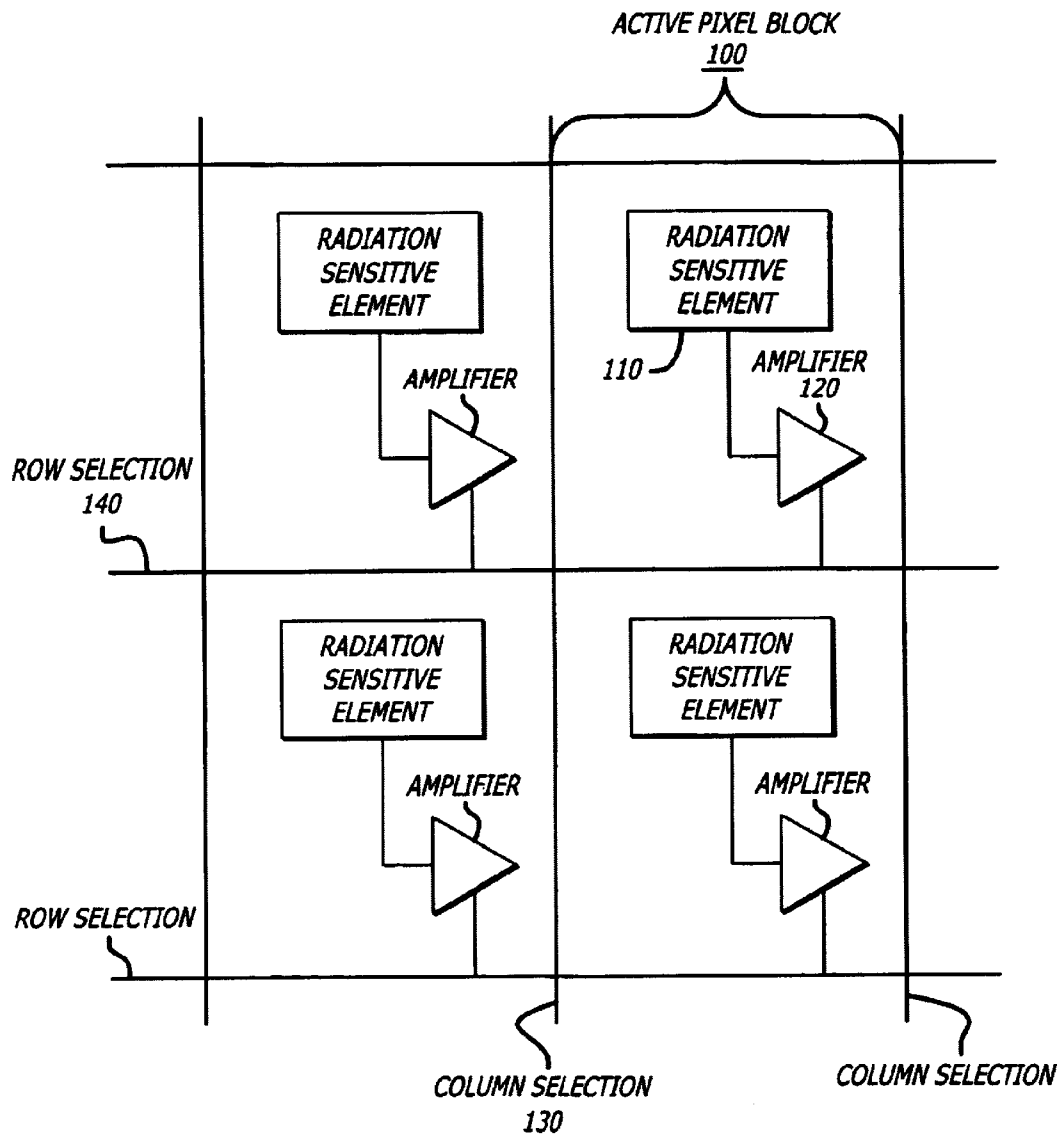 ACTIVE PIXEL BLOCK
100
RADIATION
SENSITIVE
ELEMENT
RADIATION
SENSITIVE
ELEMENT
110
AMPLIFIER
AMPLIFIER
120
ROW SELECTION
140
RADIATION
SENSITIVE
ELEMENT
RADIATION
SENSITIVE
ELEMENT
AMPLIFIER
AMPLIFIER
ROW SELECTION
COLUMN SELECTION
130
COLUMN SELECTION